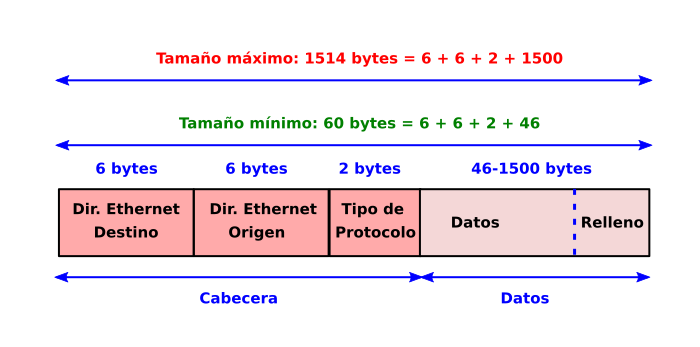 Tamaño máximo: 1514 bytes = 6 + 6 + 2 + 1500
Tamaño mínimo: 60 bytes = 6 + 6 + 2 + 46
6 bytes
6 bytes
2 bytes
46-1500 bytes
Dir. Ethernet
Destino
Dir. Ethernet
Origen
Tipo de
Protocolo
Datos
Relleno
Cabecera
Datos